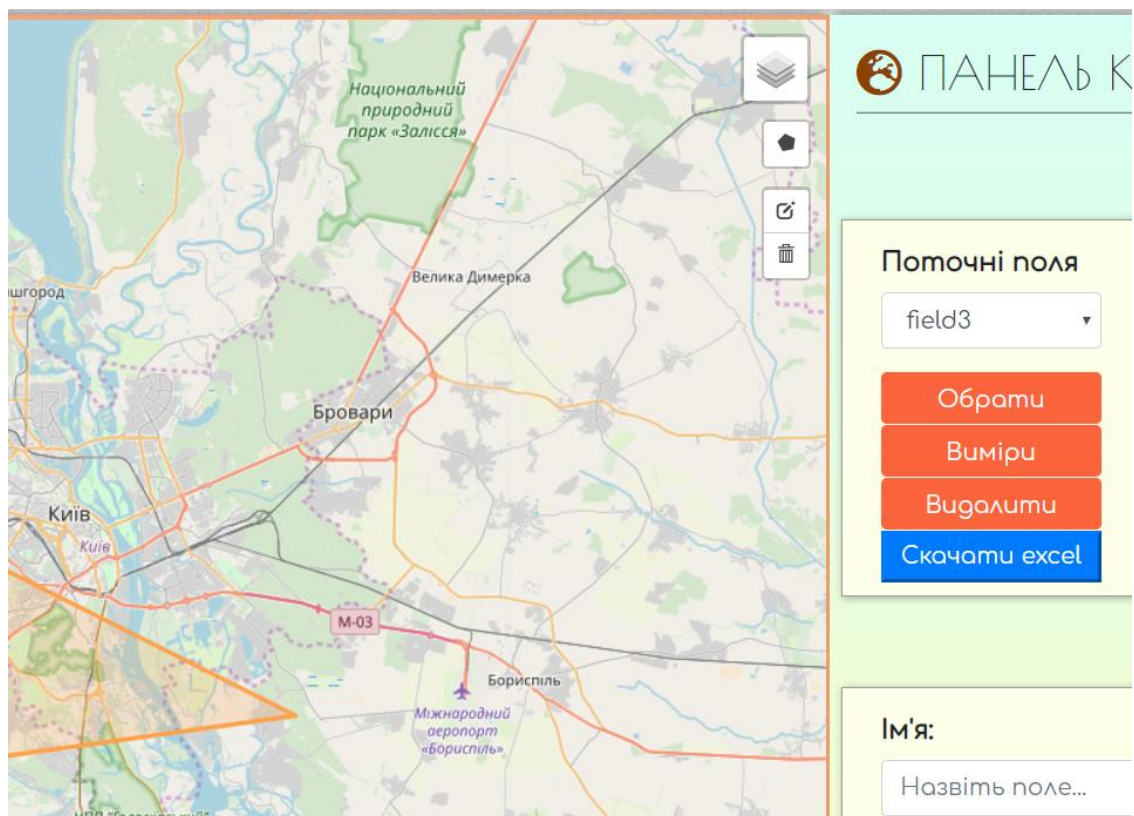 Національний
природний
парк «Залісся»
Велика Димерка
шгород
Бровари
Київ
Київ
М-03
Бориспіль
Міжнародний
аеропорт
«Бориспіль»
ПАНЕЛЬ К
Поточні поля
field3
Обрати
Виміри
Видалити
Скачати excel
Ім'я:
Назвіть поле...